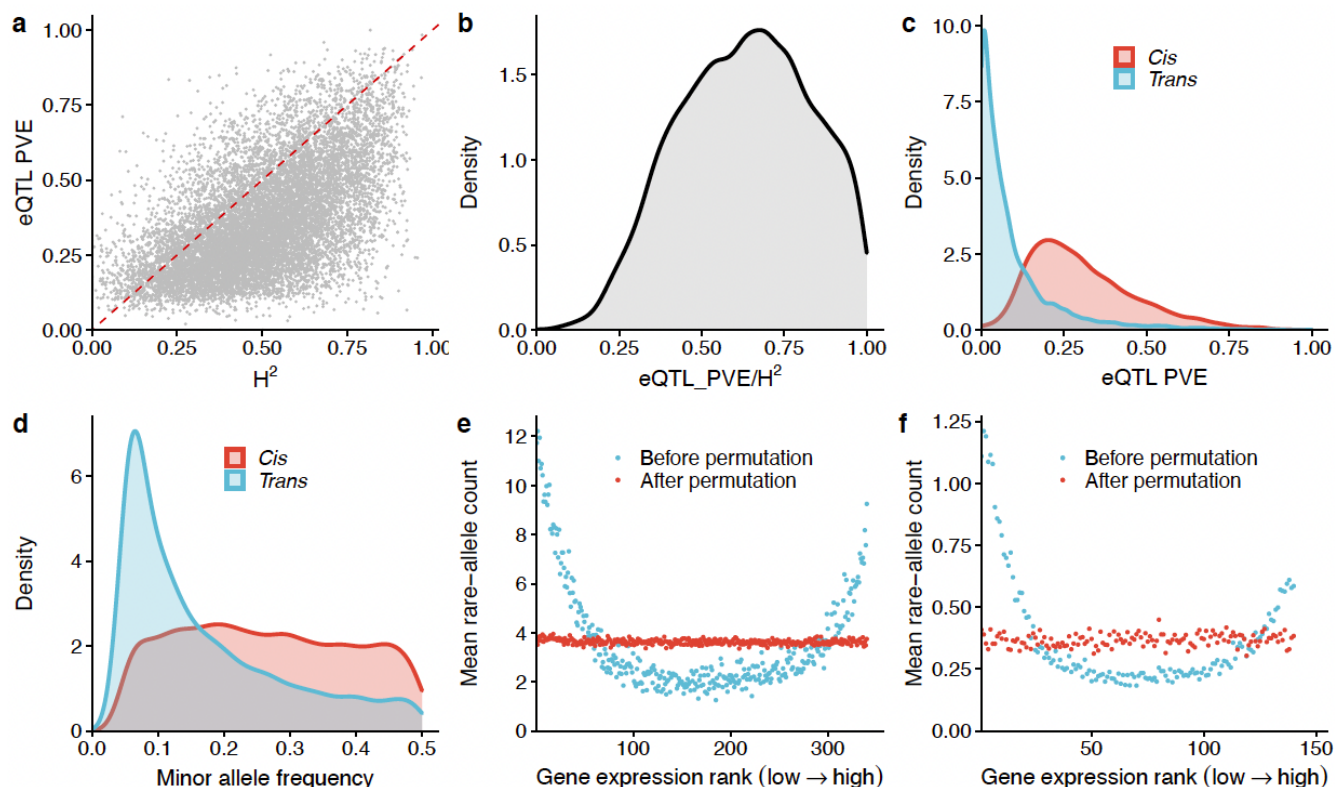 a
1.00
0.75
0.50
0.25
0.00
eQTL PVE
0.00
0.25
0.50
0.75
1.00
H²
b
1.5
1.0
0.5
0.0
Density
0.00
0.25
0.50
0.75
1.00
eQTL_PVE/H²
c
10.0
7.5
5.0
2.5
0.0
Density
Cis
Trans
0.00
0.25
0.50
0.75
1.00
eQTL PVE
d
6
4
2
0
Density
Cis
Trans
0.0
0.1
0.2
0.3
0.4
0.5
Minor allele frequency
e
12
10
8
6
4
2
0
Mean rare−allele count
Before permutation
After permutation
100
200
300
Gene expression rank (low → high)
f
1.25
1.00
0.75
0.50
0.25
0.00
Mean rare−allele count
Before permutation
After permutation
50
100
150
Gene expression rank (low → high)